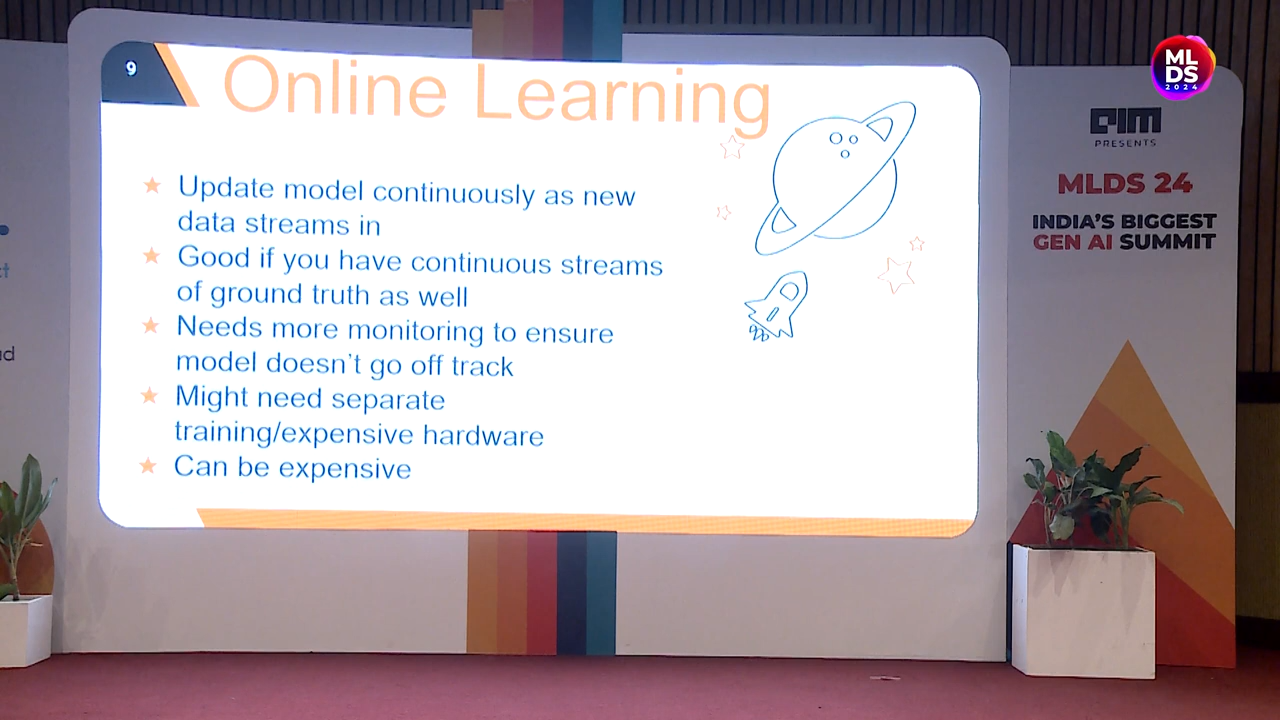 9
Online Learning
Update model continuously as new
data streams in
Good if you have continuous streams
of ground truth as well
Needs more monitoring to ensure
model doesn't go off track
Might need separate
training/expensive hardware
Can be expensive
ML
DS
2024
AIM
PRESENTS
MLDS 24
INDIA'S BIGGEST
GEN AI SUMMIT